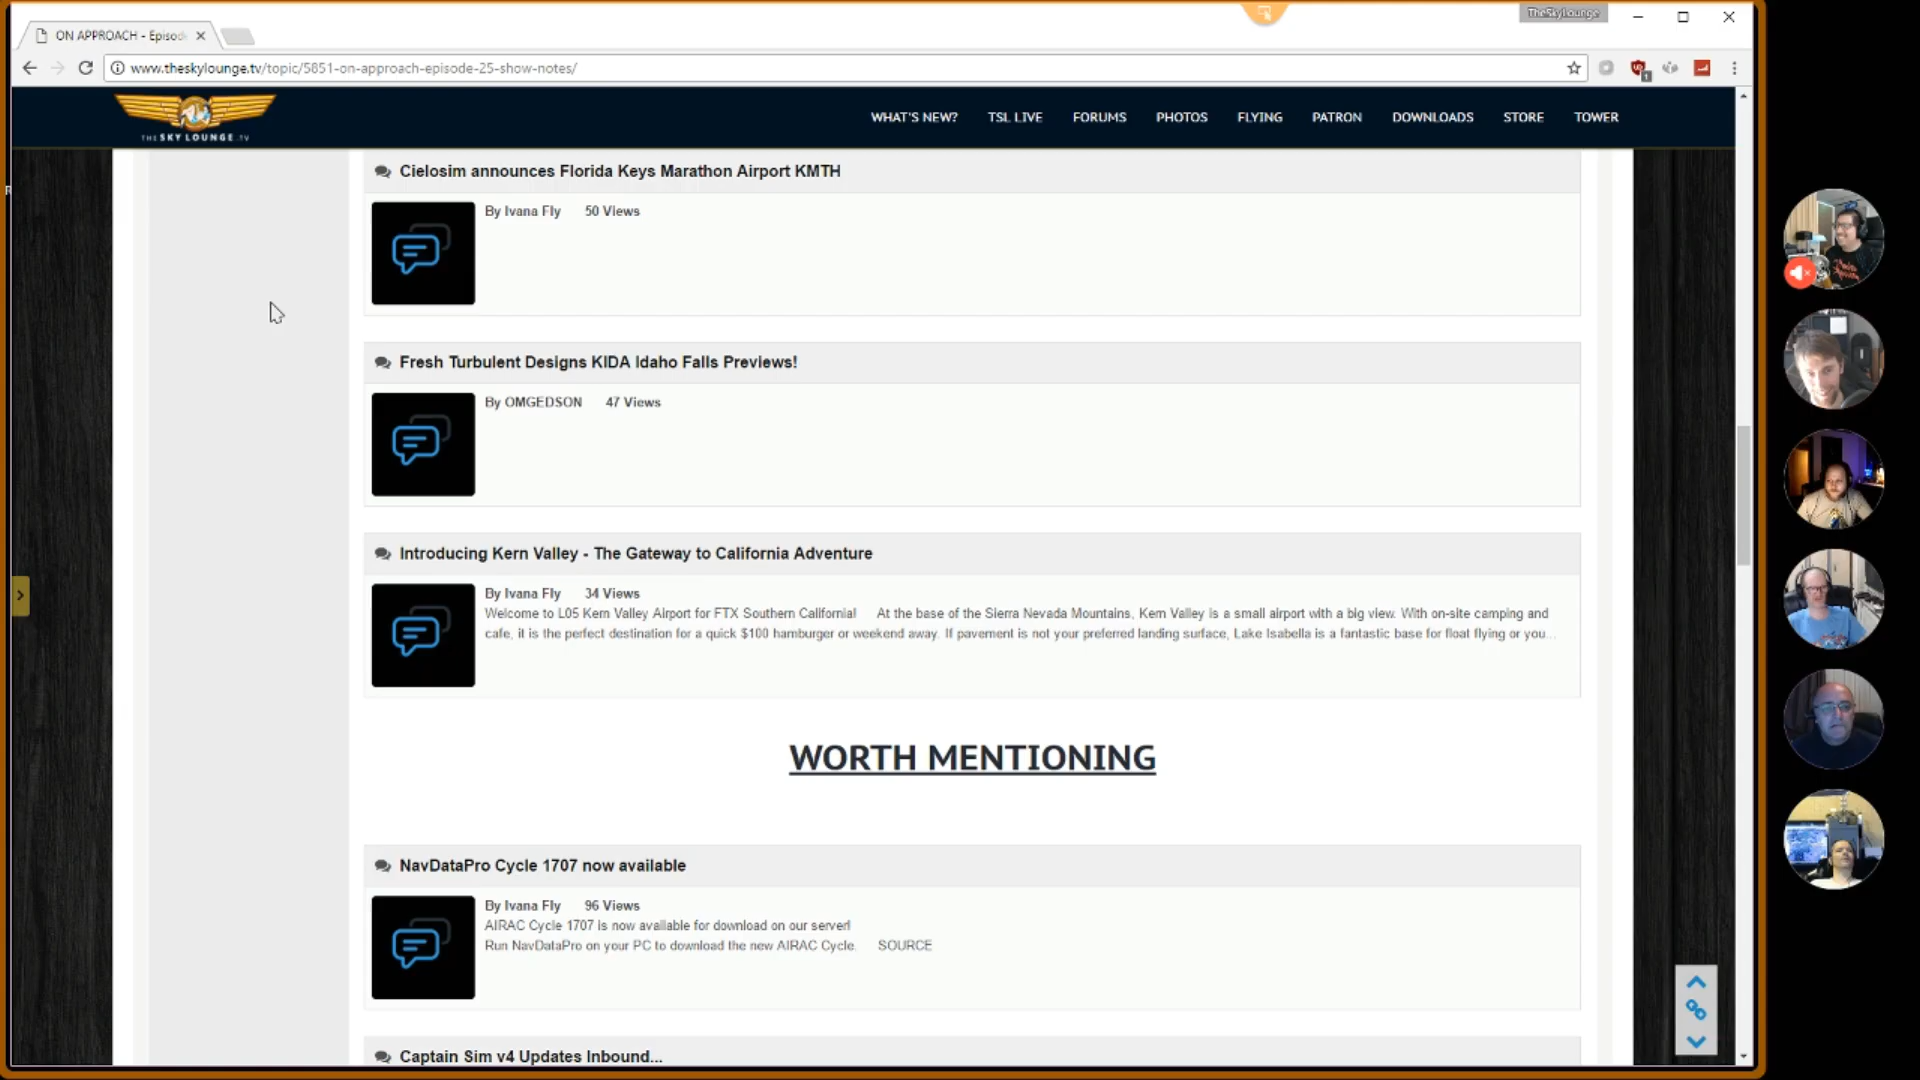 TheSkyLounge
ON APPROACH - Episod
www.theskylounge.tv/topic/5851-on-approach-episode-25-show-notes/
1
THE SKY LOUNGE .TV
WHAT'S NEW?
TSL LIVE
FORUMS
PHOTOS
FLYING
PATRON
DOWNLOADS
STORE
TOWER
Cielosim announces Florida Keys Marathon Airport KMTH
By Ivana Fly 50 Views
Fresh Turbulent Designs KIDA Idaho Falls Previews!
By OMGEDSON 47 Views
Introducing Kern Valley - The Gateway to California Adventure
By Ivana Fly 34 Views
Welcome to L05 Kern Valley Airport for FTX Southern California! At the base of the Sierra Nevada Mountains, Kern Valley is a small airport with a big view. With on-site camping and
cafe, it is the perfect destination for a quick $100 hamburger or weekend away. If pavement is not your preferred landing surface, Lake Isabella is a fantastic base for float flying or you...
WORTH MENTIONING
NavDataPro Cycle 1707 now available
By Ivana Fly 96 Views
AIRAC Cycle 1707 is now available for download on our server!
Run NavDataPro on your PC to download the new AIRAC Cycle. SOURCE
Captain Sim v4 Updates Inbound...